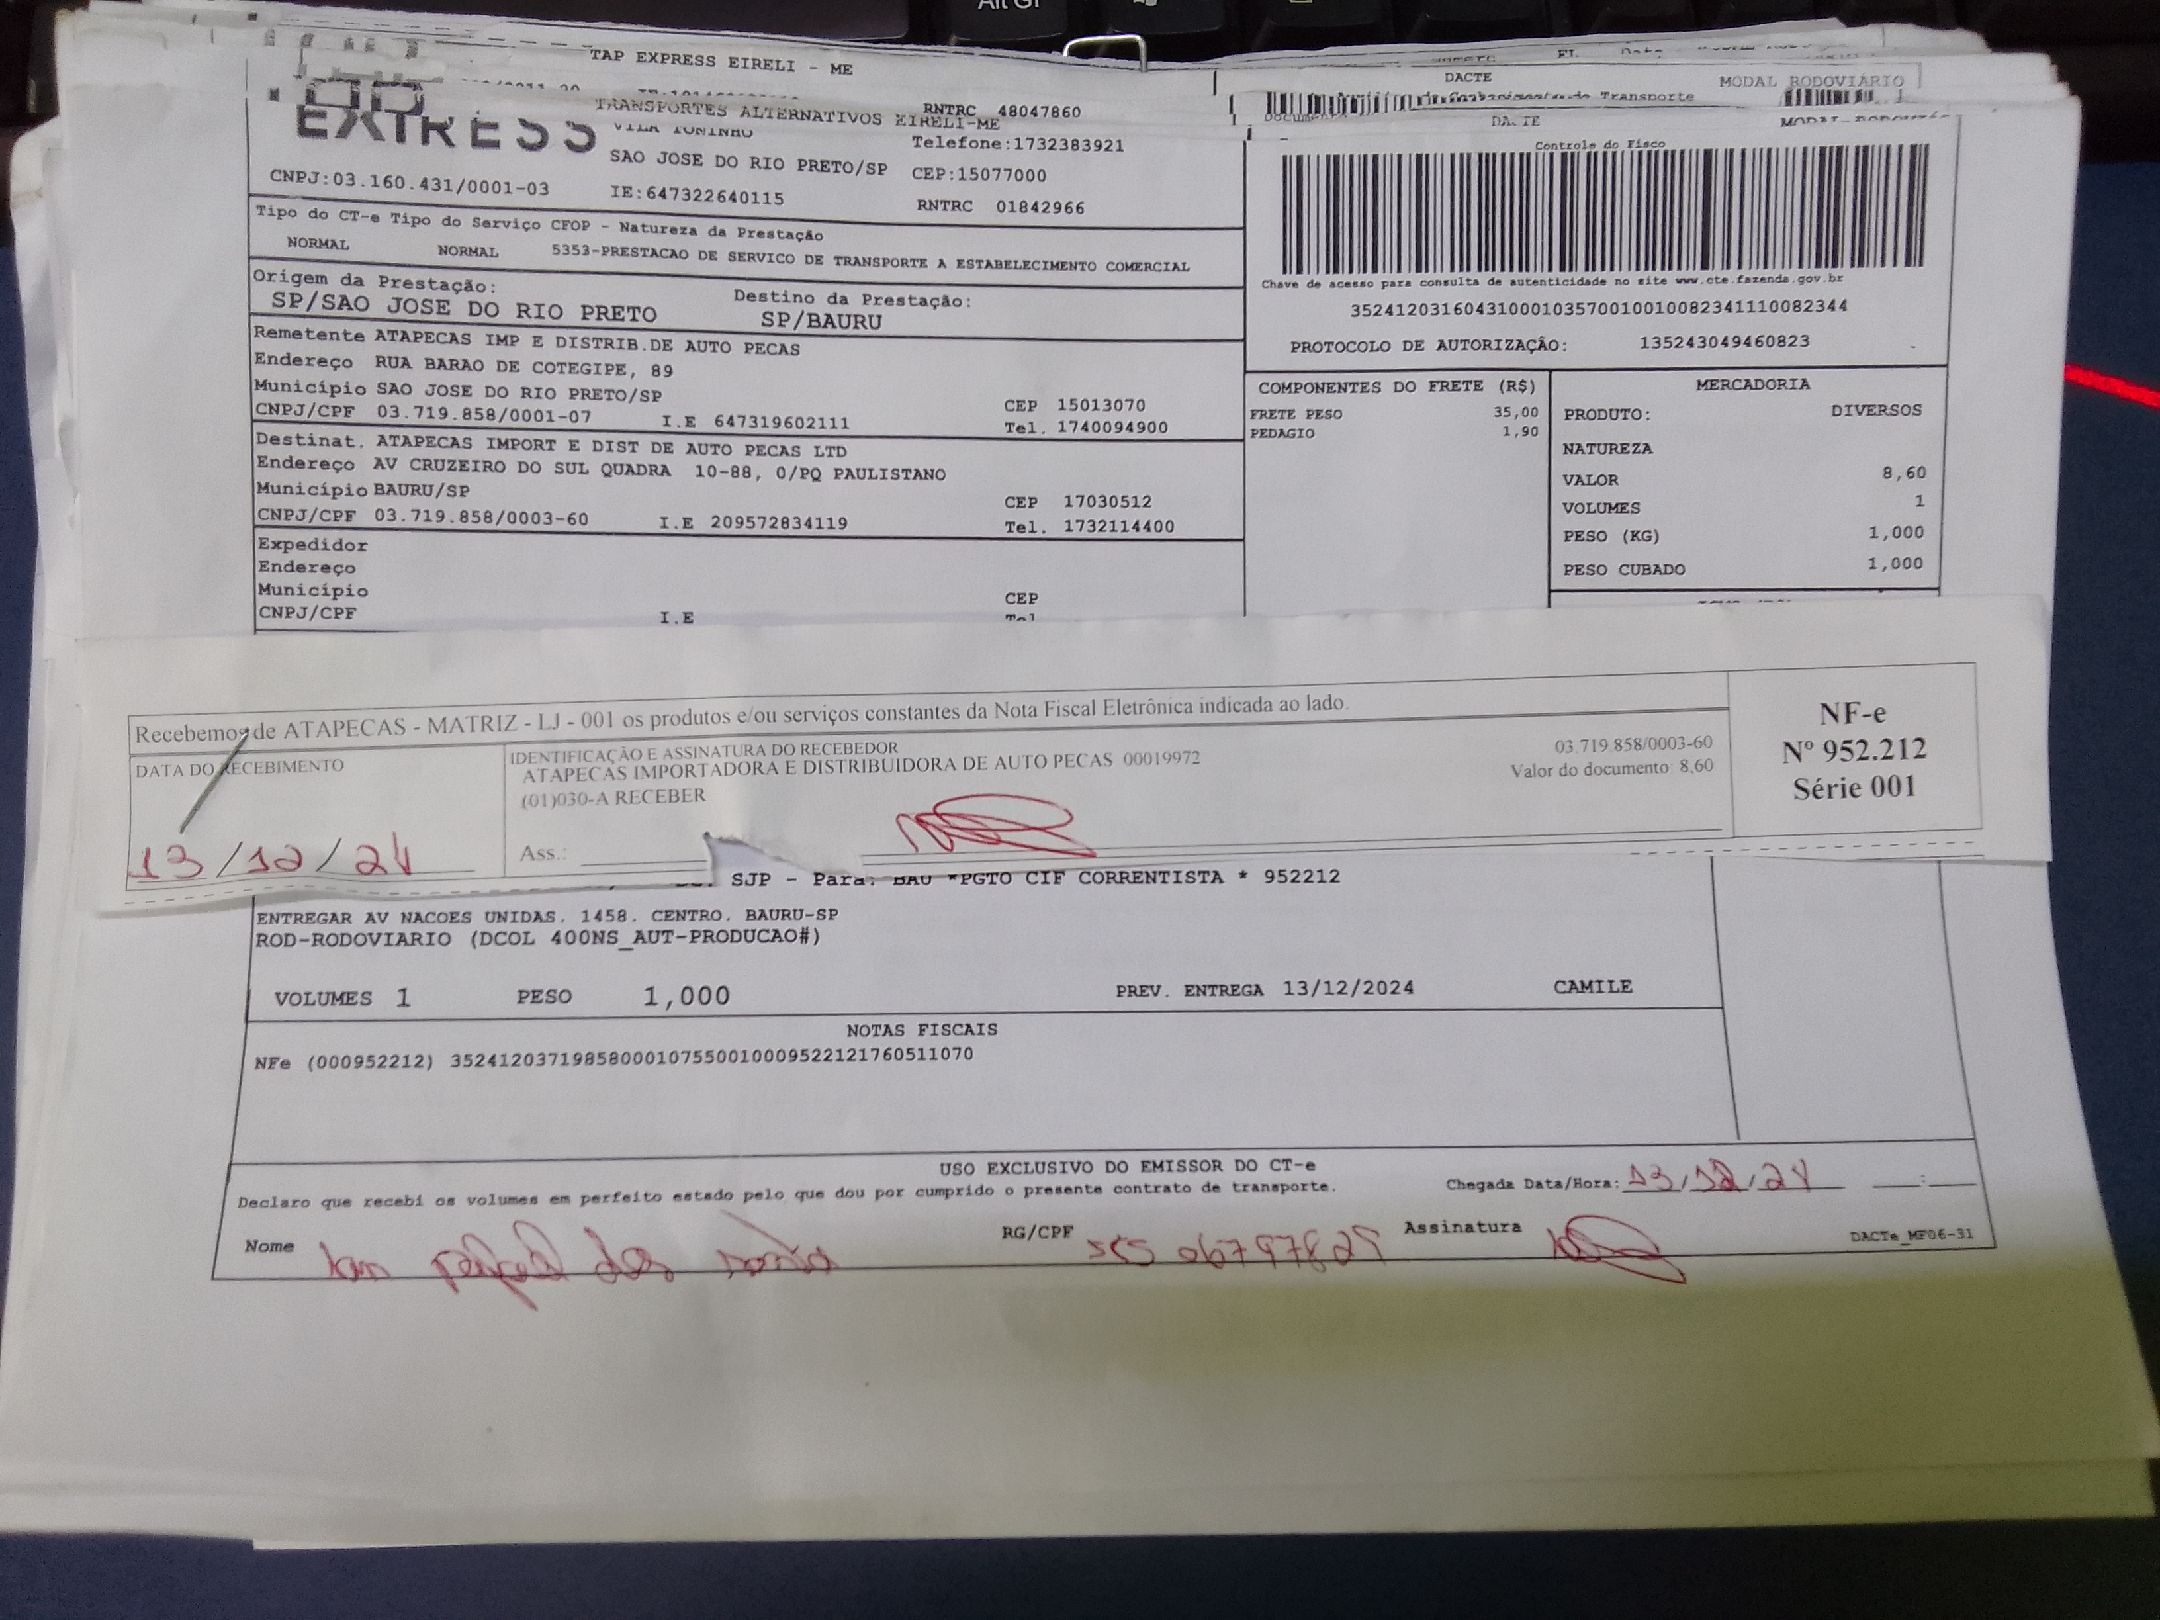 Alt Gr
TAP EXPRESS EIRELI - ME
DACTE
MODAL RODOVIÁRIO
RNTRC 48047860
TRANSPORTES ALTERNATIVOS EIRELI-ME
de Transporte
EXPRESS
VILA TONINHO
Telefone:1732383921
Controle do Fisco
SAO JOSE DO RIO PRETO/SP
CEP:15077000
CNPJ:03.160.431/0001-03
IE:647322640115
RNTRC 01842966
Tipo do CT-e Tipo do Serviço CFOP - Natureza da Prestação
NORMAL NORMAL 5353-PRESTACAO DE SERVICO DE TRANSPORTE A ESTABELECIMENTO COMERCIAL
Chave de acesso para consulta de autenticidade no site www.cte.fazenda.gov.br
35241203160431000103570010010082341110082344
PROTOCOLO DE AUTORIZAÇÃO: 135243049460823
Origem da Prestação: Destino da Prestação:
SP/SAO JOSE DO RIO PRETO SP/BAURU
Remetente ATAPECAS IMP E DISTRIB.DE AUTO PECAS
Endereço RUA BARAO DE COTEGIPE, 89
Município SAO JOSE DO RIO PRETO/SP CEP 15013070
CNPJ/CPF 03.719.858/0001-07 I.E 647319602111 Tel. 1740094900
Destinat. ATAPECAS IMPORT E DIST DE AUTO PECAS LTD
Endereço AV CRUZEIRO DO SUL QUADRA 10-88, 0/PQ PAULISTANO
Município BAURU/SP CEP 17030512
CNPJ/CPF 03.719.858/0003-60 I.E 209572834119 Tel. 1732114400
Expedidor
Endereço
Município CEP
CNPJ/CPF I.E Tel
COMPONENTES DO FRETE (R$)
FRETE PESO 35,00
PEDAGIO 1,90
MERCADORIA
PRODUTO: DIVERSOS
NATUREZA
VALOR 8,60
VOLUMES 1
PESO (KG) 1,000
PESO CUBADO 1,000
Recebemos de ATAPECAS - MATRIZ - LJ - 001 os produtos e/ou serviços constantes da Nota Fiscal Eletrônica indicada ao lado.
DATA DO RECEBIMENTO
13/12/24
IDENTIFICAÇÃO E ASSINATURA DO RECEBEDOR
ATAPECAS IMPORTADORA E DISTRIBUIDORA DE AUTO PECAS 00019972
03.719.858/0003-60
(01)030-A RECEBER
Valor do documento: 8,60
Ass.:
NF-e
Nº 952.212
Série 001
SJP - Para: BAU *PGTO CIF CORRENTISTA * 952212
ENTREGAR AV NACOES UNIDAS. 1458. CENTRO. BAURU-SP
ROD-RODOVIARIO (DCOL 400NS_AUT-PRODUCAO#)
VOLUMES 1 PESO 1,000 PREV. ENTREGA 13/12/2024 CAMILE
NOTAS FISCAIS
NFe (000952212) 35241203719858000107550010009522121760511070
USO EXCLUSIVO DO EMISSOR DO CT-e
Declaro que recebi os volumes em perfeito estado pelo que dou por cumprido o presente contrato de transporte.
Chegada Data/Hora: 13/12/24
Nome
RG/CPF
Assinatura
DACTe_MF06-31